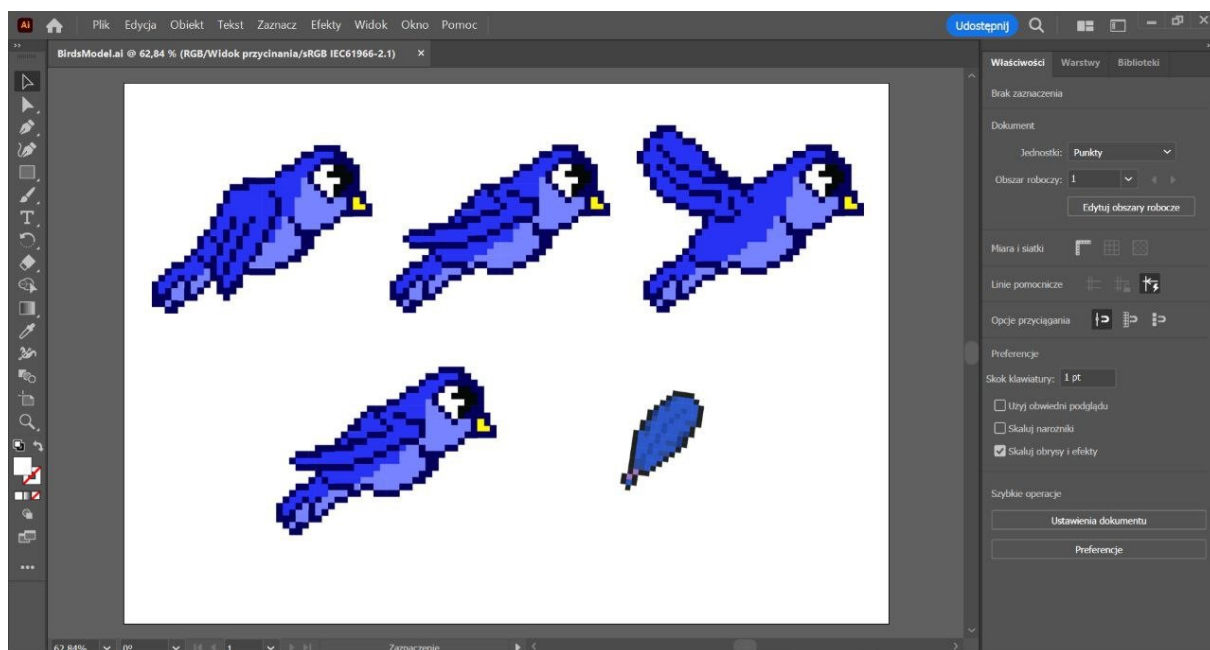 Ai Plik Edycja Obiekt Tekst Zaznacz Efekty Widok Okno Pomoc Udostępnij
BirdsModel.ai @ 62,84 % (RGB/Widok przycinania/sRGB IEC61966-2.1) ×
Właściwości Warstwy Biblioteki
Brak zaznaczenia
Dokument
Jednostki: Punkty
Obszar roboczy: 1
Edytuj obszary robocze
Miara i siatki
Linie pomocnicze
Opcje przyciągania
Preferencje
Skok klawiatury: 1 pt
Użyj obwiedni podglądu
Skaluj narożniki
Skaluj obrysy i efekty
Szybkie operacje
Ustawienia dokumentu
Preferencje
62,84% 0° 1 Zaznaczenie